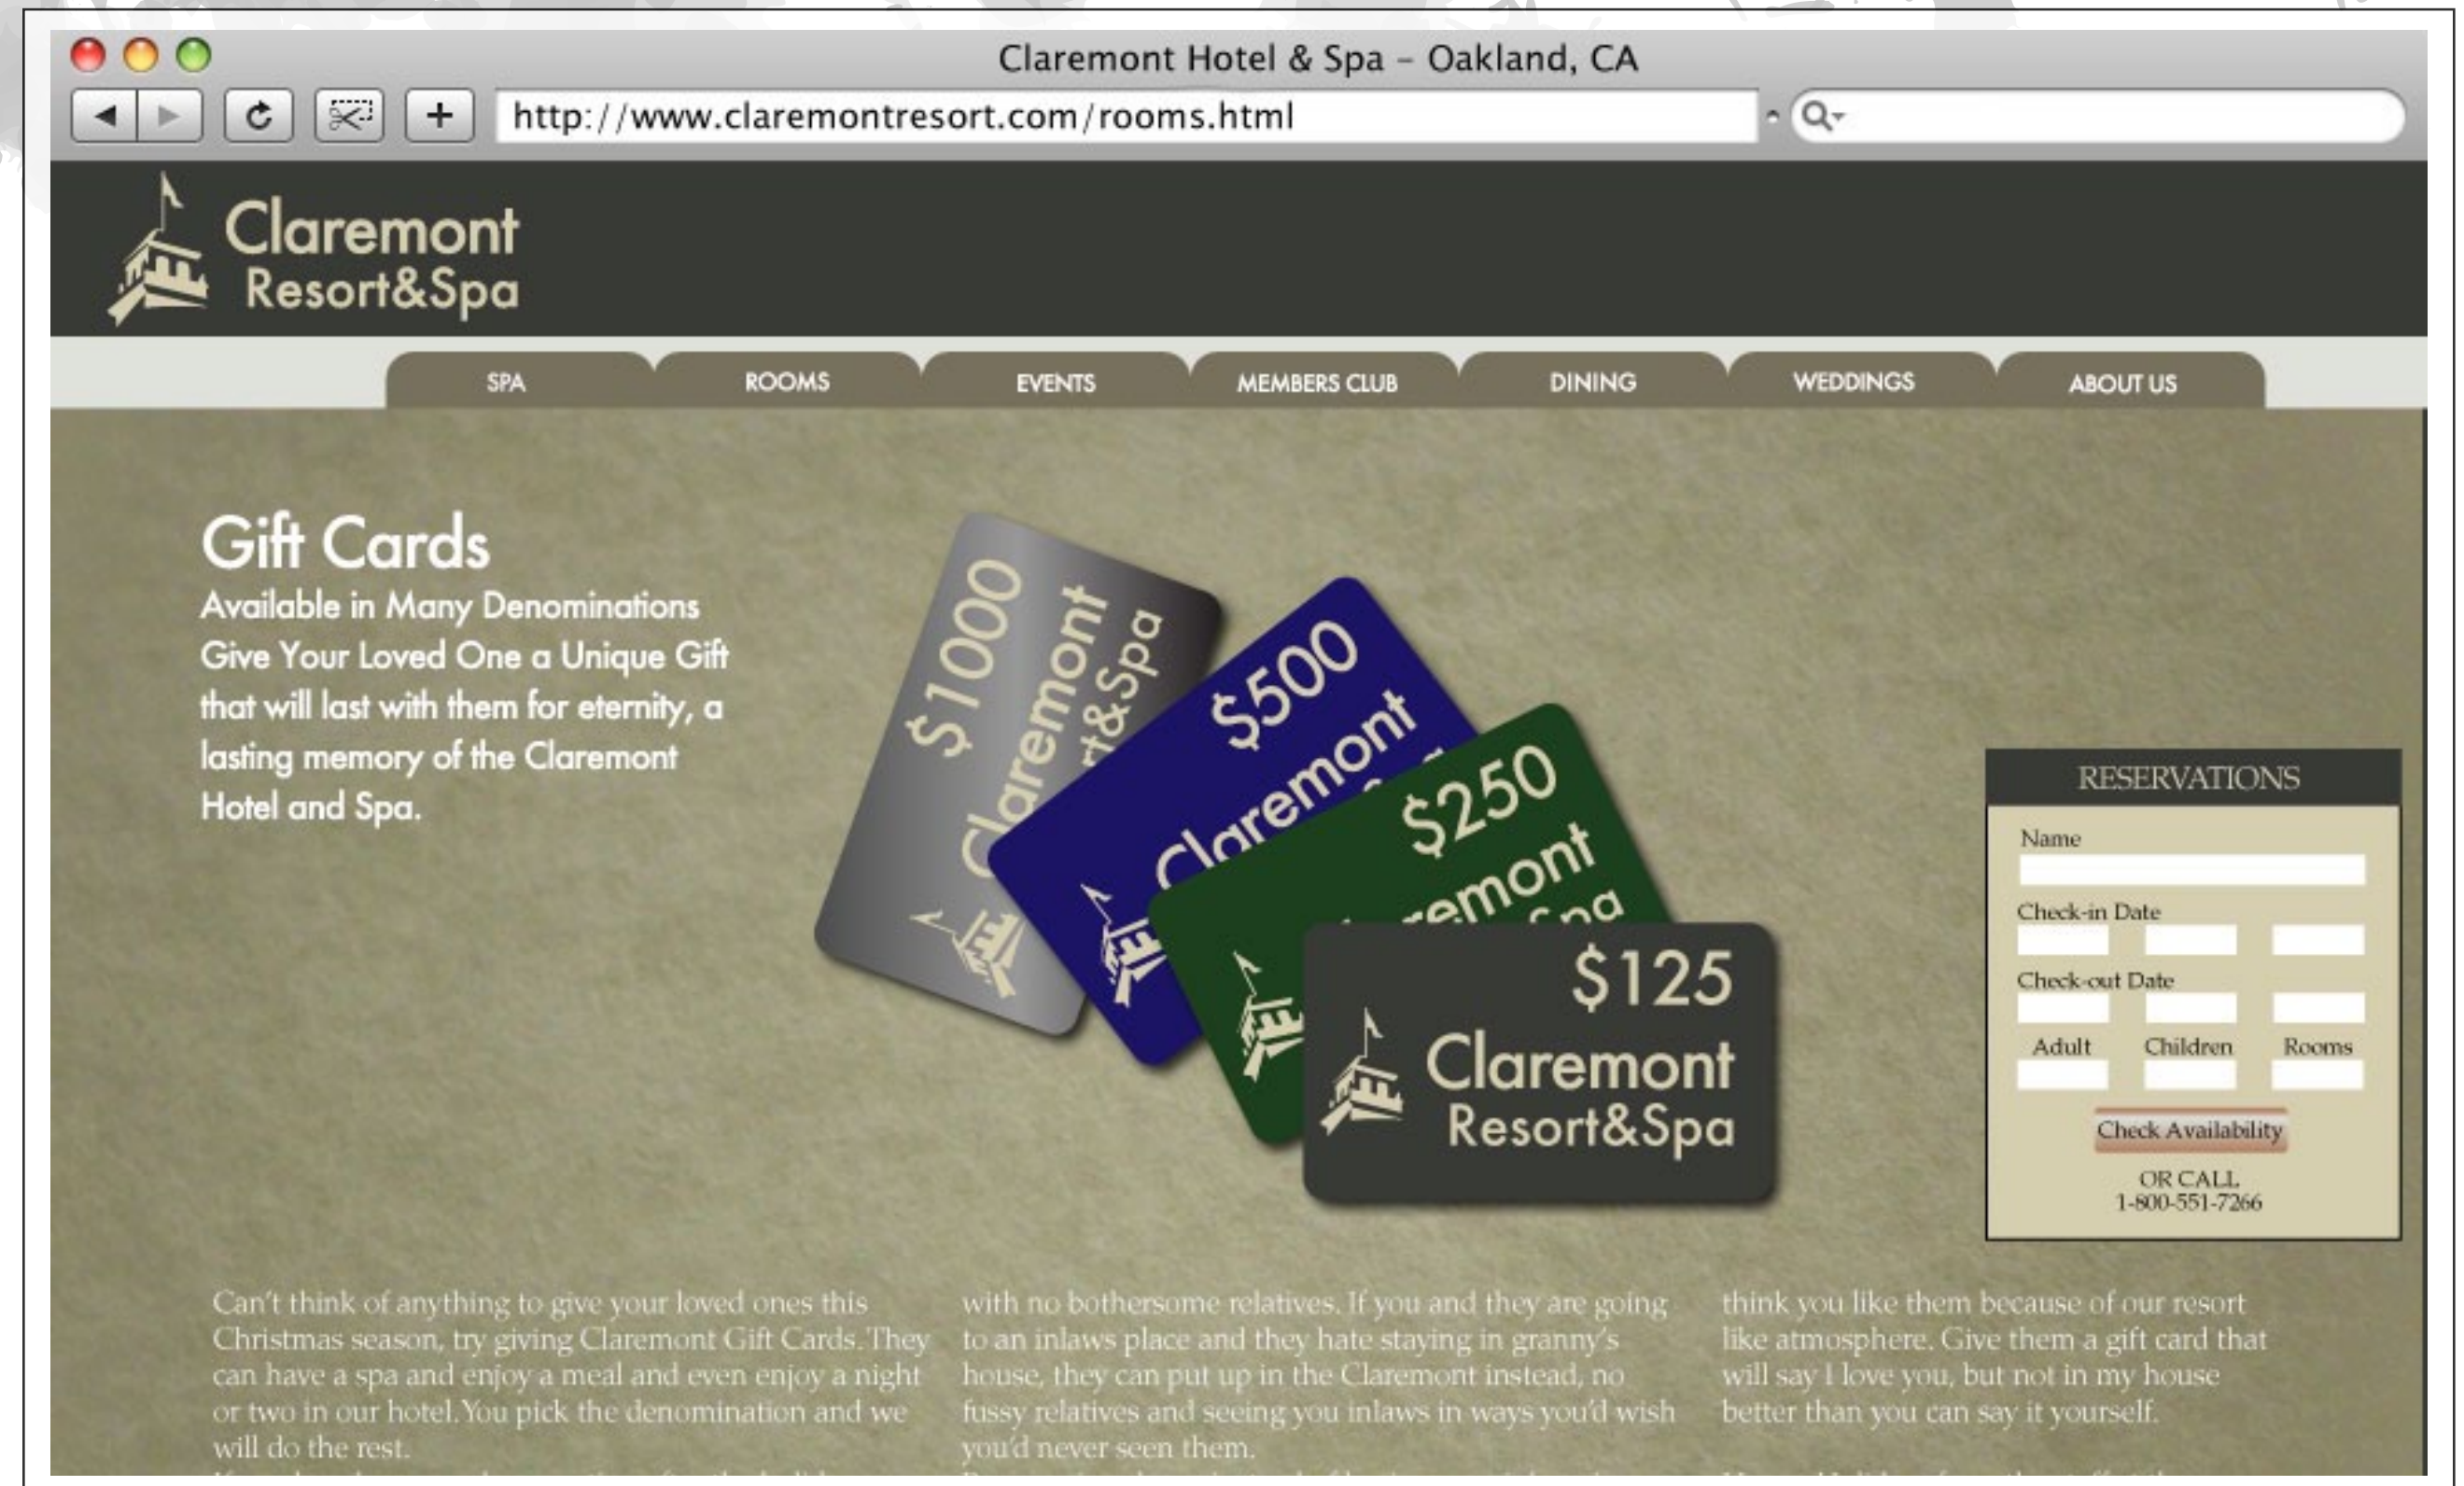 Claremont Hotel & Spa – Oakland, CA
http://www.claremontresort.com/rooms.html
Claremont
Resort&Spa
SPA
ROOMS
EVENTS
MEMBERS CLUB
DINING
WEDDINGS
ABOUT US
Gift Cards
Available in Many Denominations
Give Your Loved One a Unique Gift
that will last with them for eternity, a
lasting memory of the Claremont
Hotel and Spa.
$1000
Claremont
rt&Spa
$500
Claremont
$250
remont
Spa
$125
Claremont
Resort&Spa
RESERVATIONS
Name
Check-in Date
Check-out Date
Adult Children Rooms
Check Availability
OR CALL
1-800-551-7266
Can't think of anything to give your loved ones this
Christmas season, try giving Claremont Gift Cards. They
can have a spa and enjoy a meal and even enjoy a night
or two in our hotel. You pick the denomination and we
will do the rest.
with no bothersome relatives. If you and they are going
to an inlaws place and they hate staying in granny's
house, they can put up in the Claremont instead, no
fussy relatives and seeing you inlaws in ways you'd wish
you'd never seen them.
think you like them because of our resort
like atmosphere. Give them a gift card that
will say I love you, but not in my house
better than you can say it yourself.